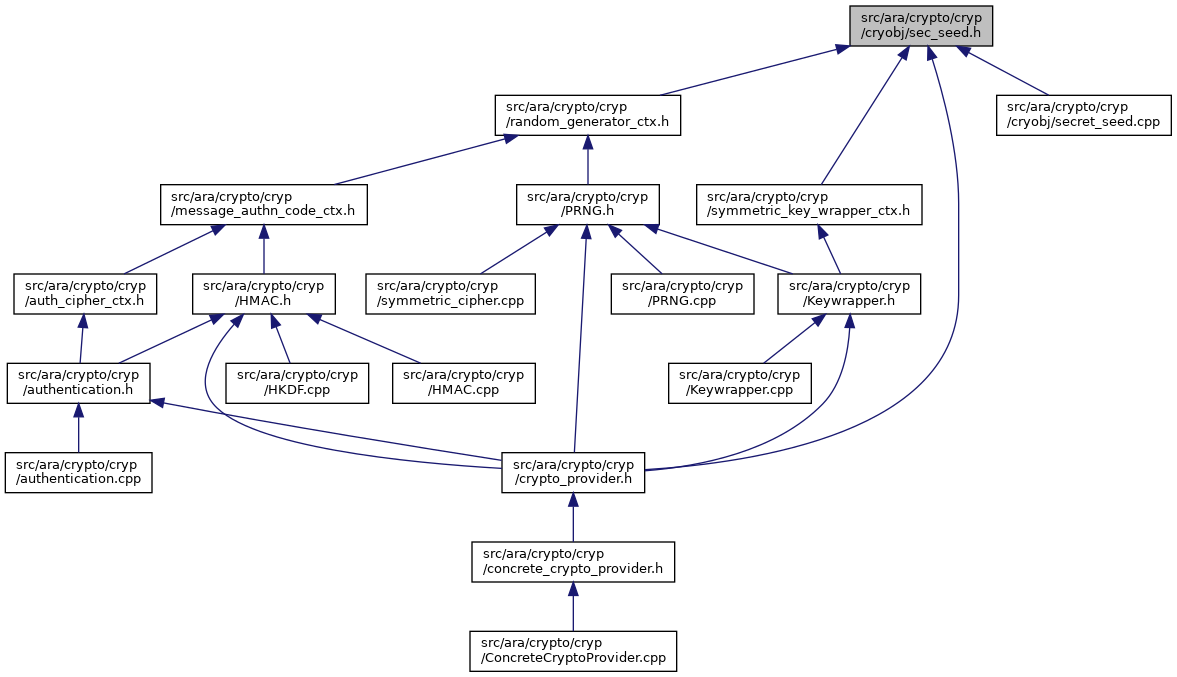 src/ara/crypto/cryp
/cryobj/sec_seed.h
src/ara/crypto/cryp
/random_generator_ctx.h
src/ara/crypto/cryp
/cryobj/secret_seed.cpp
src/ara/crypto/cryp
/message_authn_code_ctx.h
src/ara/crypto/cryp
/PRNG.h
src/ara/crypto/cryp
/symmetric_key_wrapper_ctx.h
src/ara/crypto/cryp
/auth_cipher_ctx.h
src/ara/crypto/cryp
/HMAC.h
src/ara/crypto/cryp
/symmetric_cipher.cpp
src/ara/crypto/cryp
/PRNG.cpp
src/ara/crypto/cryp
/Keywrapper.h
src/ara/crypto/cryp
/authentication.h
src/ara/crypto/cryp
/HKDF.cpp
src/ara/crypto/cryp
/HMAC.cpp
src/ara/crypto/cryp
/Keywrapper.cpp
src/ara/crypto/cryp
/authentication.cpp
src/ara/crypto/cryp
/crypto_provider.h
src/ara/crypto/cryp
/concrete_crypto_provider.h
src/ara/crypto/cryp
/ConcreteCryptoProvider.cpp